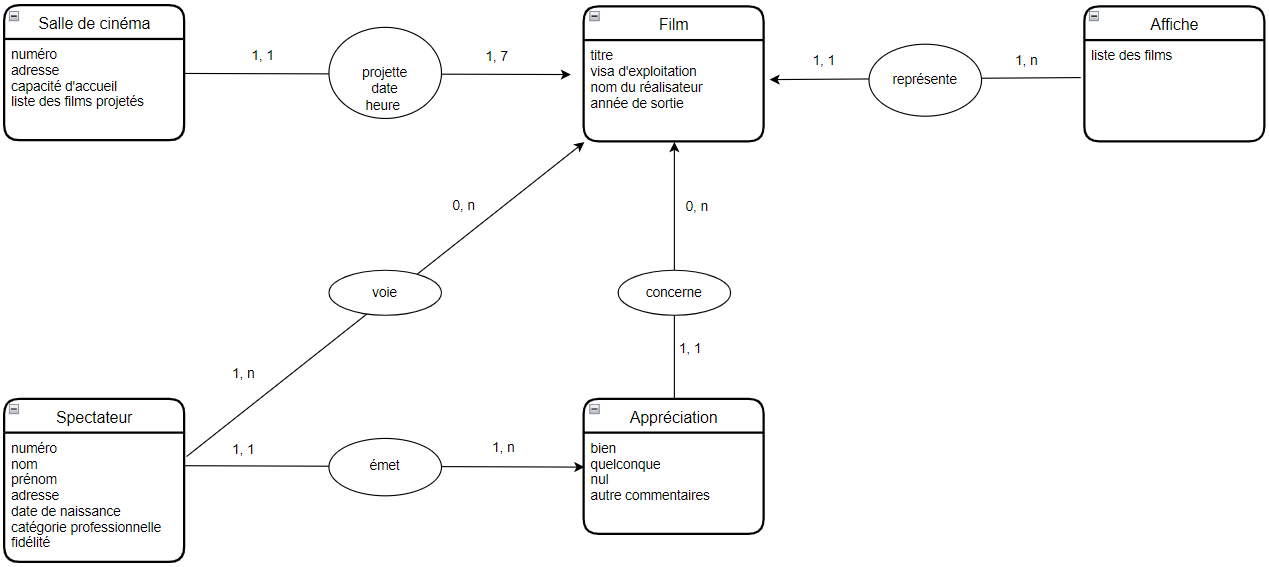 Salle de cinéma
numéro
adresse
capacité d'accueil
liste des films projetés
1, 1
projette
date
heure
1, 7
Film
titre
visa d'exploitation
nom du réalisateur
année de sortie
1, 1
représente
1, n
Affiche
liste des films
0, n
voie
1, n
0, n
concerne
1, 1
Spectateur
numéro
nom
prénom
adresse
date de naissance
catégorie professionnelle
fidélité
1, 1
émet
1, n
Appréciation
bien
quelconque
nul
autre commentaires